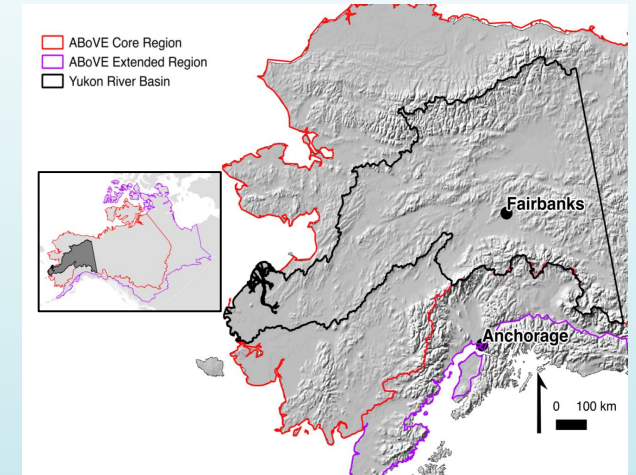 ABoVE Core Region
ABoVE Extended Region
Yukon River Basin
Fairbanks
Anchorage
0 100 km